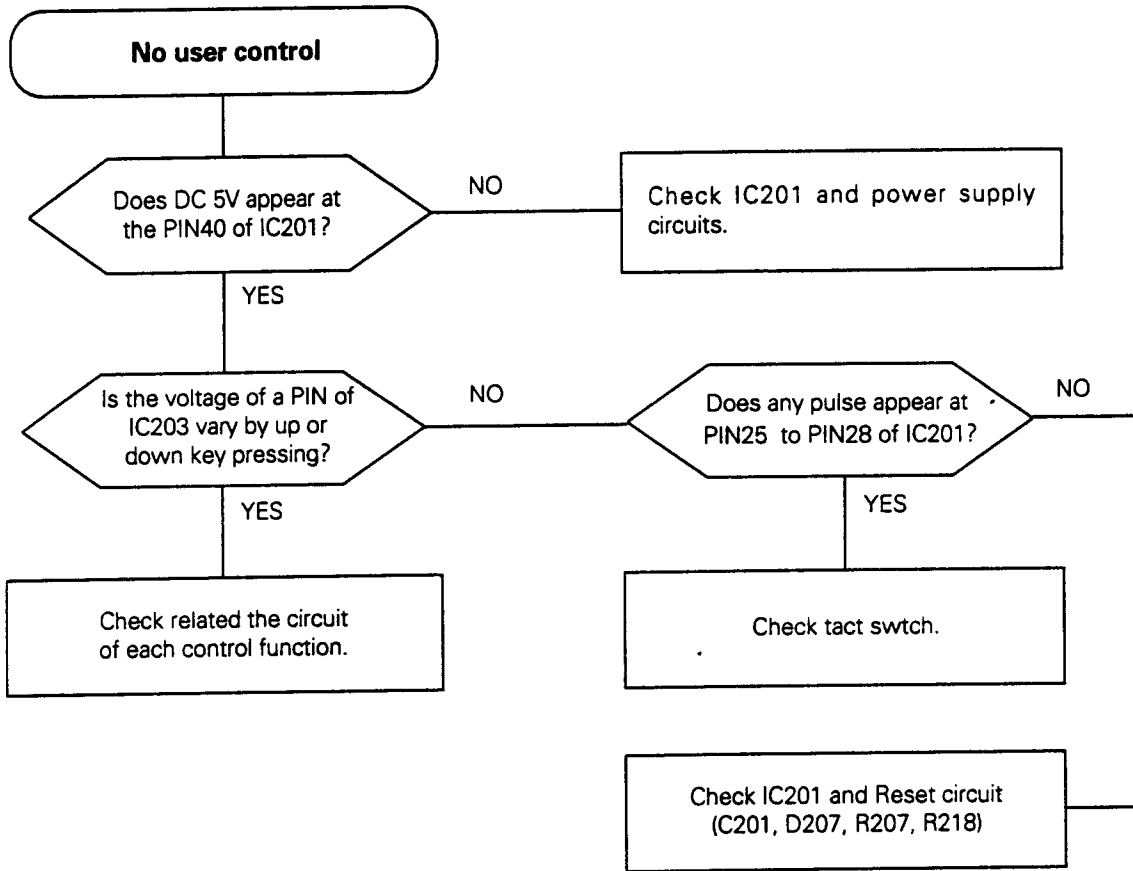 No user control
Does DC 5V appear at
the PIN40 of IC201?
NO
Check IC201 and power supply
circuits.
YES
Is the voltage of a PIN of
IC203 vary by up or
down key pressing?
NO
Does any pulse appear at
PIN25 to PIN28 of IC201?
NO
YES
YES
Check related the circuit
of each control function.
Check tact swtch.
Check IC201 and Reset circuit
(C201, D207, R207, R218)